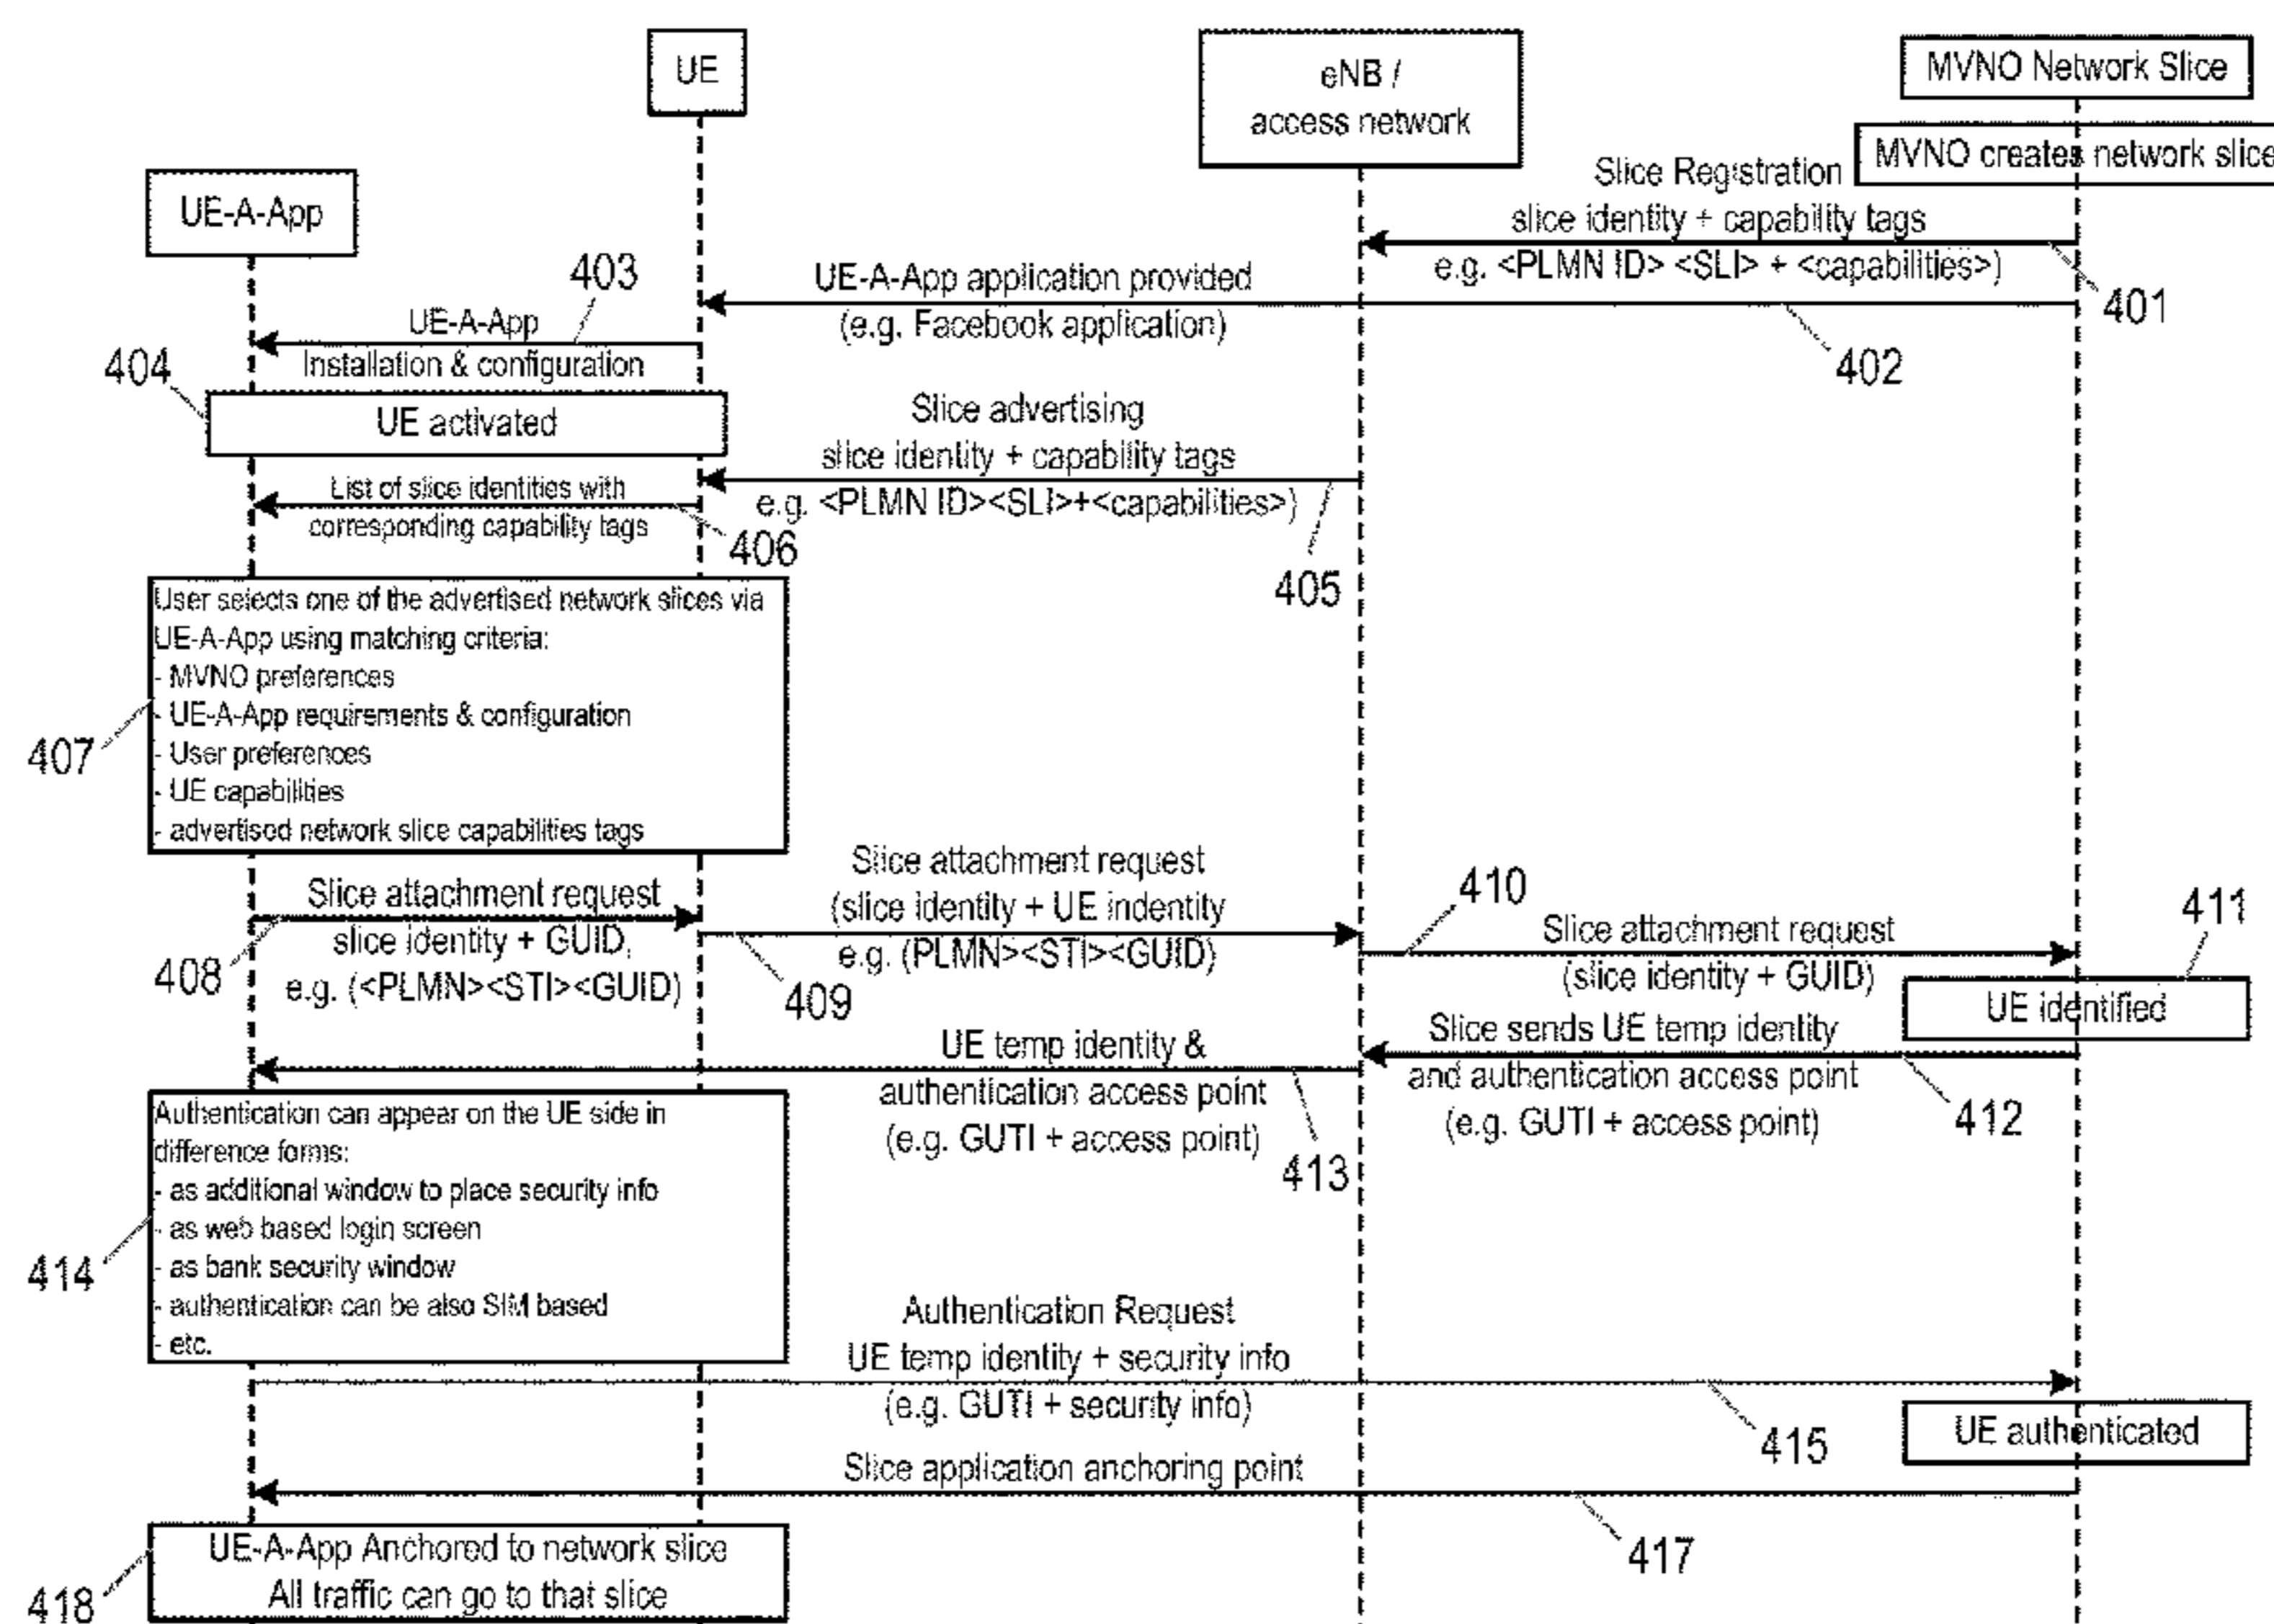 UE
eNB /
access network
MVNO Network Slice
MVNO creates network slice
UE-A-App
Slice Registration
slice identity + capability tags
e.g. <PLMN ID> <SLI> + <capabilities>)
401
UE-A-App application provided
(e.g. Facebook application)
402
403
UE-A-App
Installation & configuration
404
UE activated
Slice advertising
slice identity + capability tags
e.g. <PLMN ID><SLI>+<capabilities>)
405
List of slice identities with
corresponding capability tags
406
User selects one of the advertised network slices via
UE-A-App using matching criteria:
- MVNO preferences
- UE-A-App requirements & configuration
- User preferences
- UE capabilities
- advertised network slice capabilities tags
407
Slice attachment request
slice identity + GUID,
e.g. (<PLMN><STI><GUID)
408
Slice attachment request
(slice identity + UE indentity
e.g. (PLMN><STI><GUID)
409
410
Slice attachment request
(slice identity + GUID)
411
UE identified
Slice sends UE temp identity
and authentication access point
(e.g. GUTI + access point)
412
UE temp identity &
authentication access point
(e.g. GUTI + access point)
413
Authentication can appear on the UE side in
difference forms:
- as additional window to place security info
- as web based login screen
- as bank security window
- authentication can be also SIM based
- etc.
414
Authentication Request
UE temp identity + security info
(e.g. GUTI + security info)
415
UE authenticated
Slice application anchoring point
417
UE-A-App Anchored to network slice
All traffic can go to that slice
418